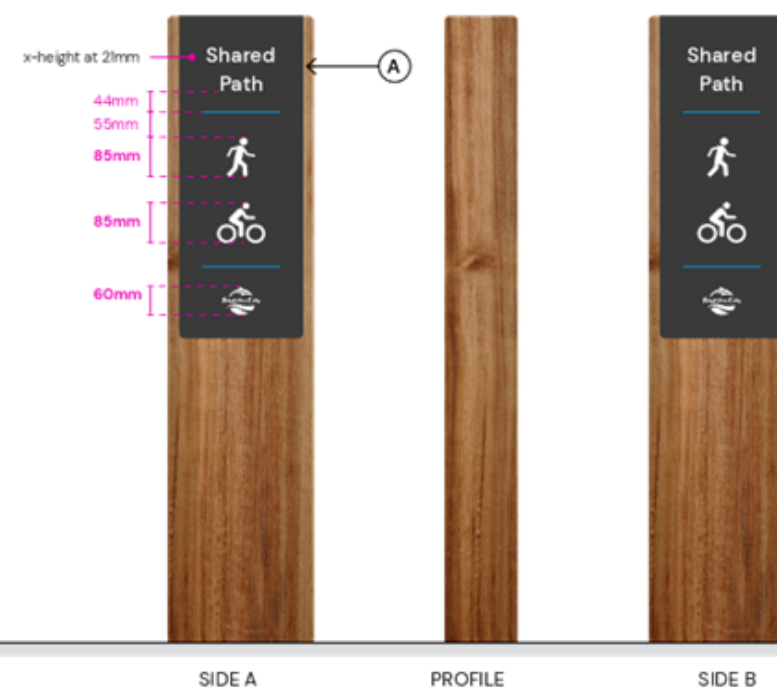 x-height at 21mm
Shared
Path
A
44mm
55mm
85mm
85mm
60mm
Shared
Path
SIDE A
PROFILE
SIDE B